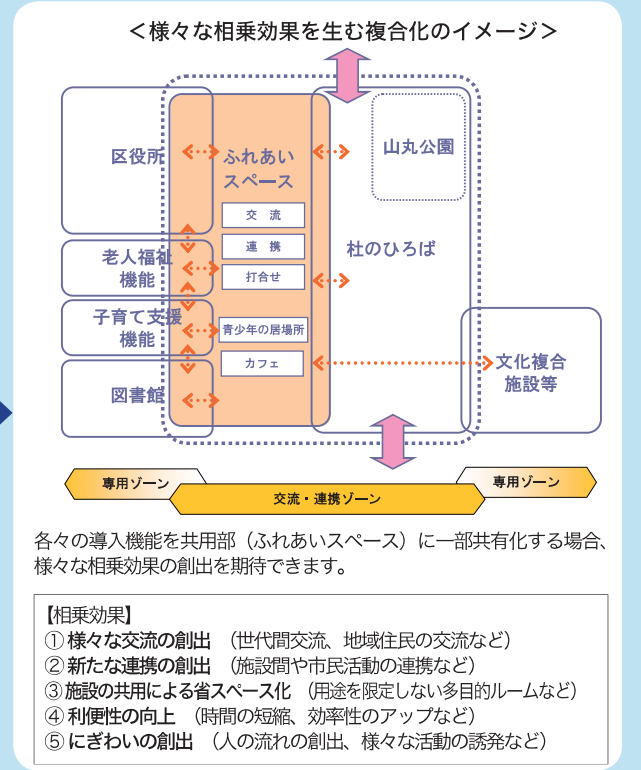 ＜様々な相乗効果を生む複合化のイメージ＞
区役所
ふれあい
スペース
山丸公園
交　流
連　携
打合せ
老人福祉
機能
杜のひろば
子育て支援
機能
青少年の居場所
カフェ
図書館
文化複合
施設等
専用ゾーン
専用ゾーン
交流・連携ゾーン
各々の導入機能を共用部（ふれあいスペース）に一部共有化する場合、
様々な相乗効果の創出を期待できます。
【相乗効果】
① 様々な交流の創出　（世代間交流、地域住民の交流など）
② 新たな連携の創出　（施設間や市民活動の連携など）
③ 施設の共用による省スペース化　（用途を限定しない多目的ルームなど）
④ 利便性の向上　（時間の短縮、効率性のアップなど）
⑤ にぎわいの創出　（人の流れの創出、様々な活動の誘発など）